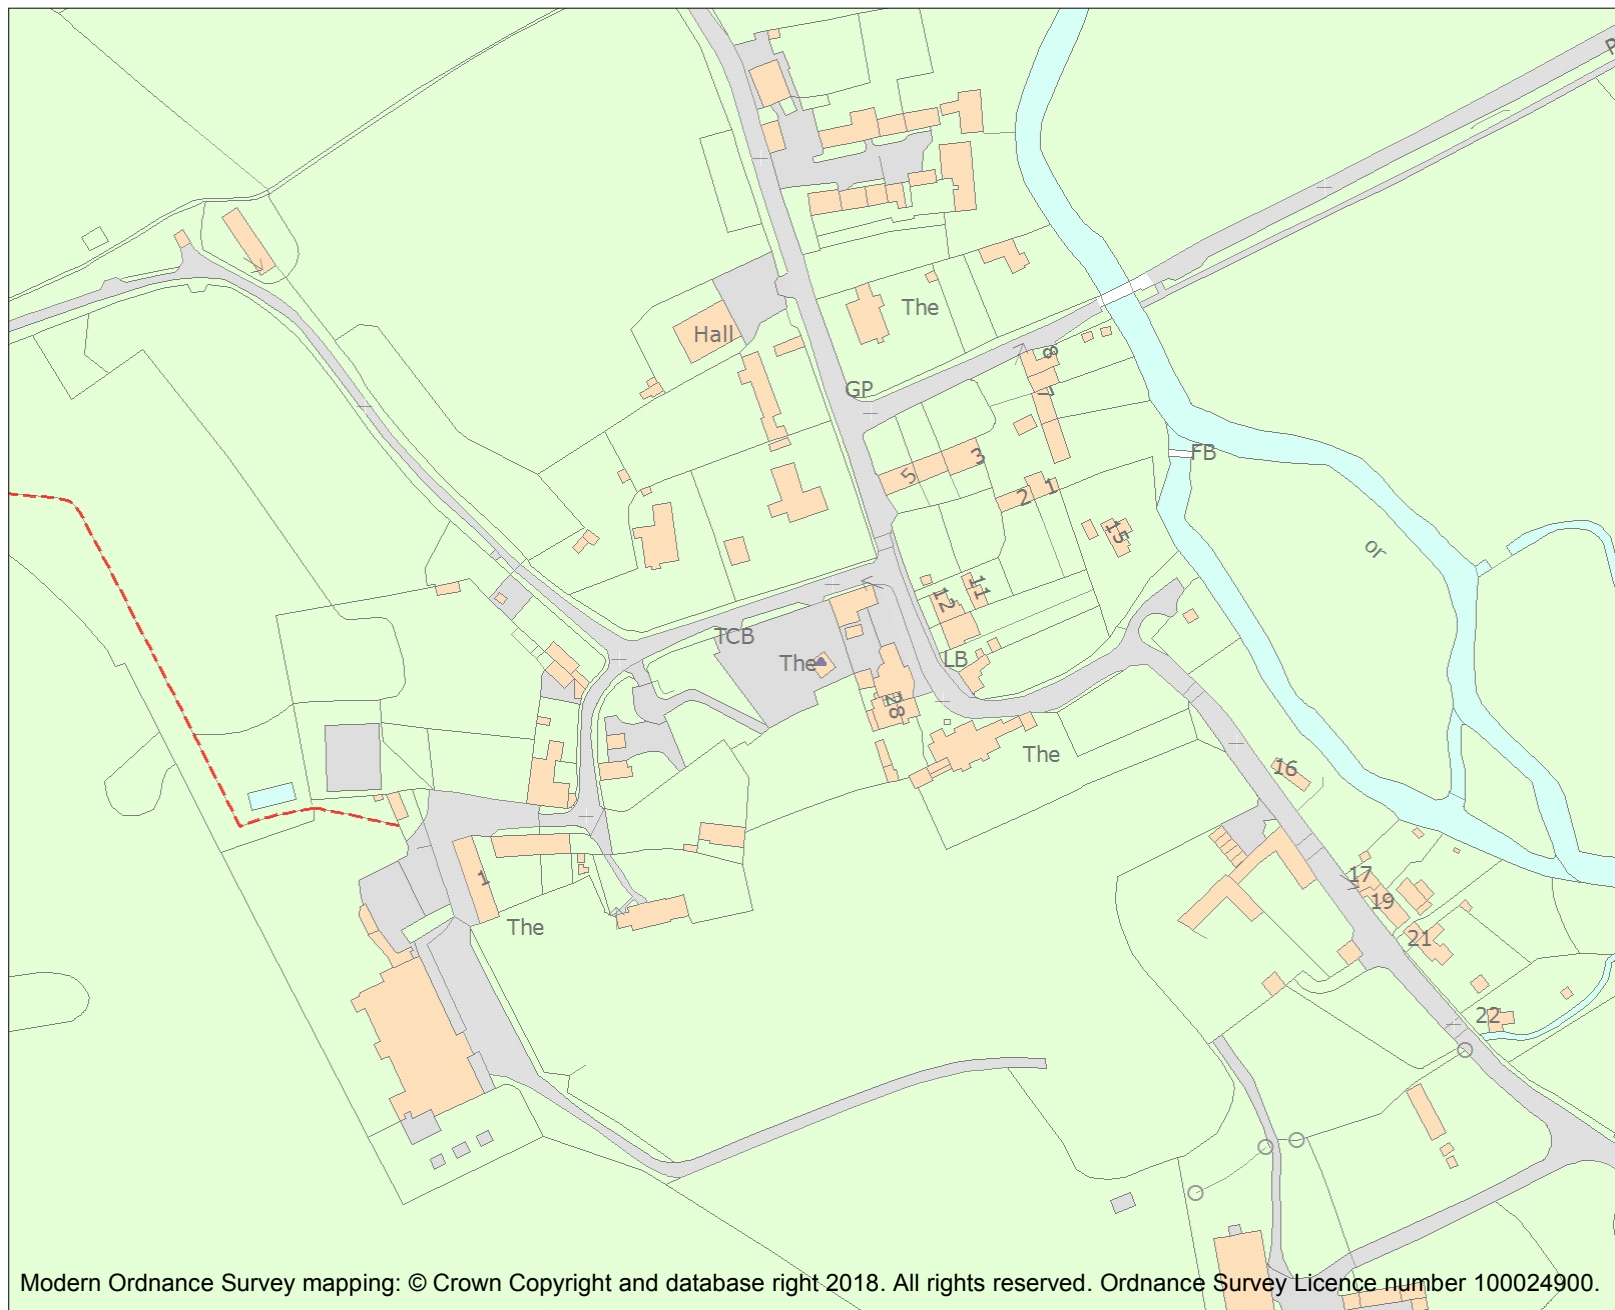 P
The
Hall
8
GP
7
FB
3
5
1
2
15
or
11
12
TCB
LB
The
28
The
16
17
1
19
The
21
22
Modern Ordnance Survey mapping: © Crown Copyright and database right 2018. All rights reserved. Ordnance Survey Licence number 100024900.